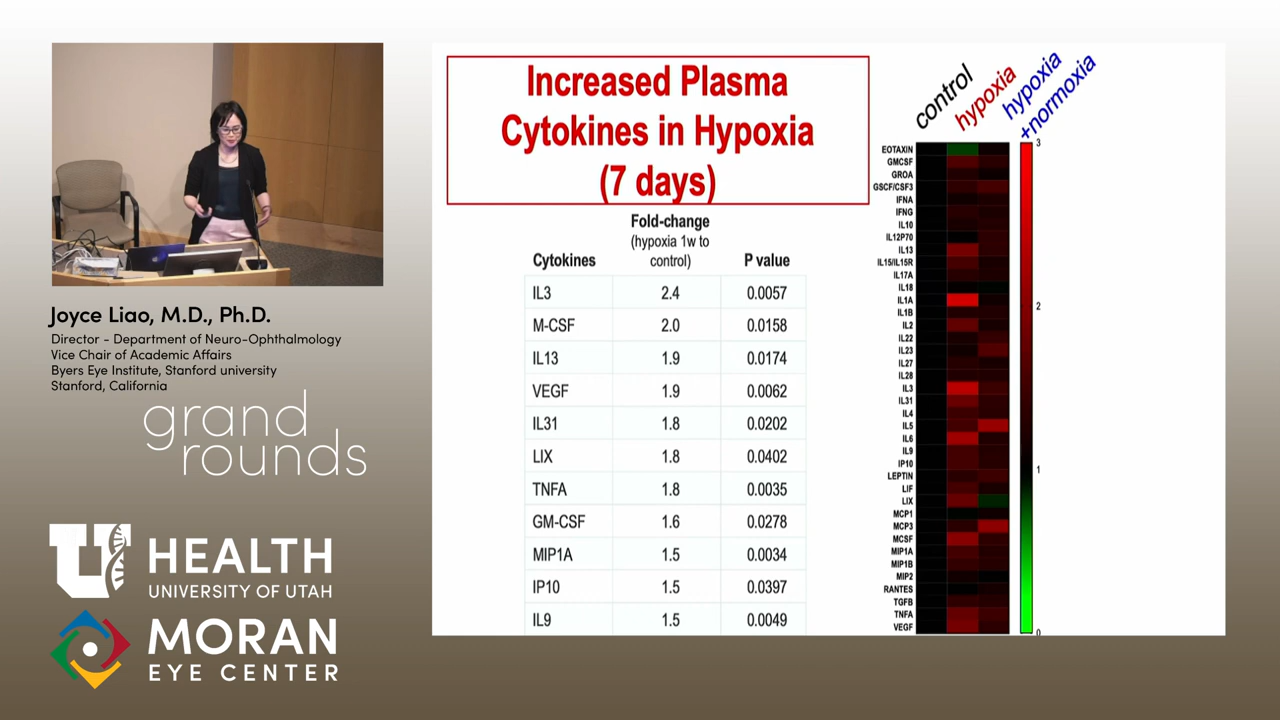 Joyce Liao, M.D., Ph.D.
Director - Department of Neuro-Ophthalmology
Vice Chair of Academic Affairs
Byers Eye Institute, Stanford university
Stanford, California
grand
rounds
U HEALTH
UNIVERSITY OF UTAH
MORAN
EYE CENTER
Increased Plasma
Cytokines in Hypoxia
(7 days)
Fold-change
(hypoxia 1w to
control)
Cytokines P value
IL3 2.4 0.0057
M-CSF 2.0 0.0158
IL13 1.9 0.0174
VEGF 1.9 0.0062
IL31 1.8 0.0202
LIX 1.8 0.0402
TNFA 1.8 0.0035
GM-CSF 1.6 0.0278
MIP1A 1.5 0.0034
IP10 1.5 0.0397
IL9 1.5 0.0049
control
hypoxia
hypoxia
+normoxia
EOTAXIN
GMCSF
GROA
GSCF/CSF3
IFNA
IFNG
IL10
IL12P70
IL13
IL15/IL15R
IL17A
IL18
IL1A
IL1B
IL2
IL22
IL23
IL27
IL28
IL3
IL31
IL4
IL5
IL6
IL9
IP10
LEPTIN
LIF
LIX
MCP1
MCP3
MCSF
MIP1A
MIP1B
MIP2
RANTES
TGFB
TNFA
VEGF
3
2
1
0